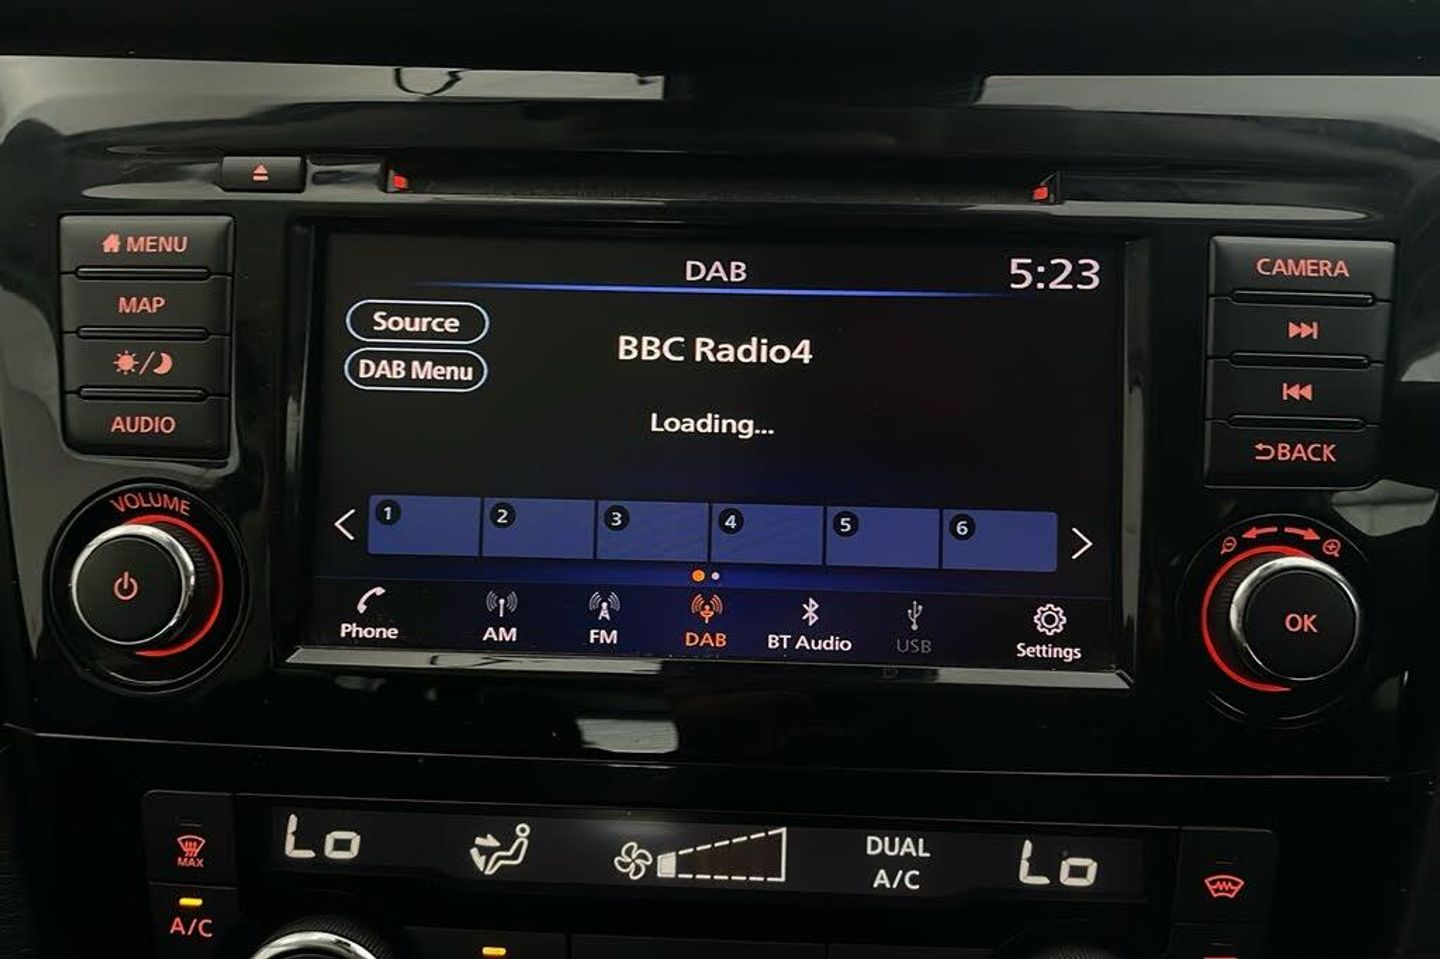 MENU
MAP
AUDIO
VOLUME
DAB
5:23
Source
DAB Menu
BBC Radio4
Loading...
1 2 3 4 5 6
Phone AM FM DAB BT Audio USB Settings
CAMERA
BACK
OK
MAX
A/C
Lo
DUAL
A/C
Lo